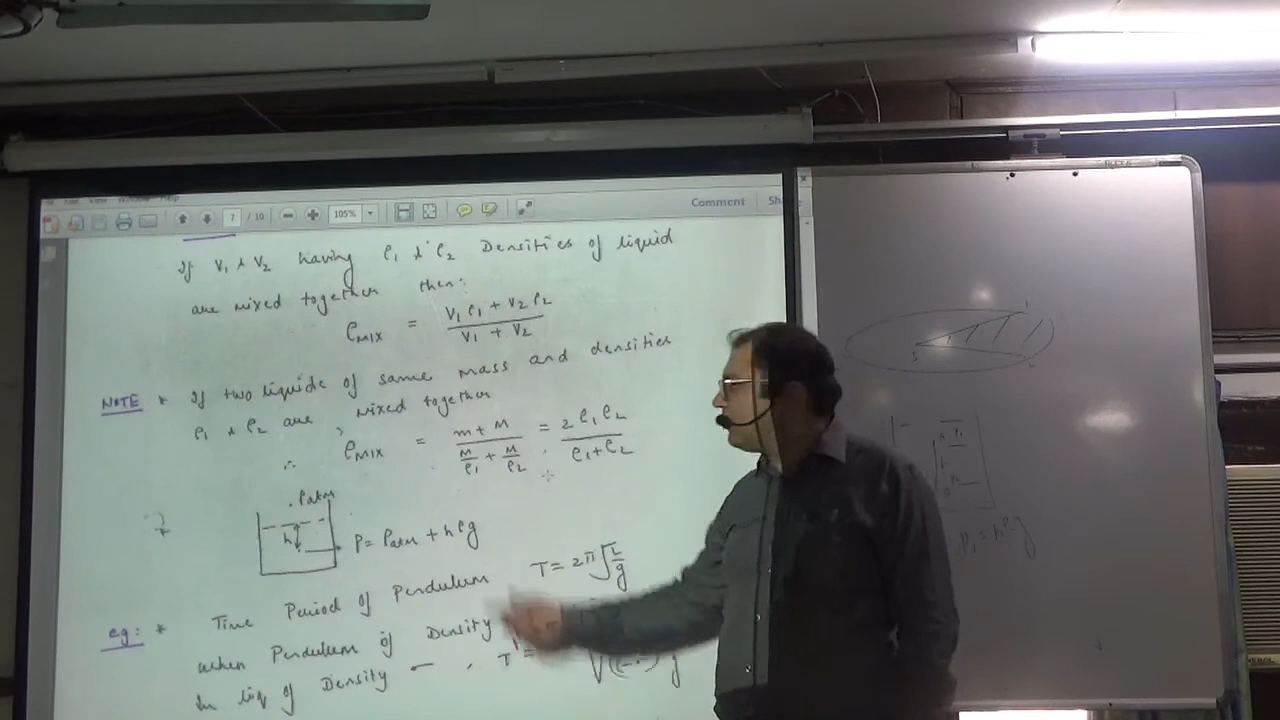 7 / 10 105% Comment
If V₁ & V₂ having ρ₁ & ρ₂ Densities of liquid
are mixed together then:
ρMIX = V₁ρ₁ + V₂ρ₂ / V₁ + V₂
NOTE * If two liquids of same mass and densities
ρ₁ & ρ₂ are mixed together
∴ ρMIX = m + M / M/ρ₁ + M/ρ₂ = 2ρ₁ρ₂ / ρ₁+ρ₂
Patm
h P = Patm + hρg
eg: * Time Period of Pendulum T = 2π√L/g
when Pendulum of Density
In liq of Density T' =
P₁ = hρg